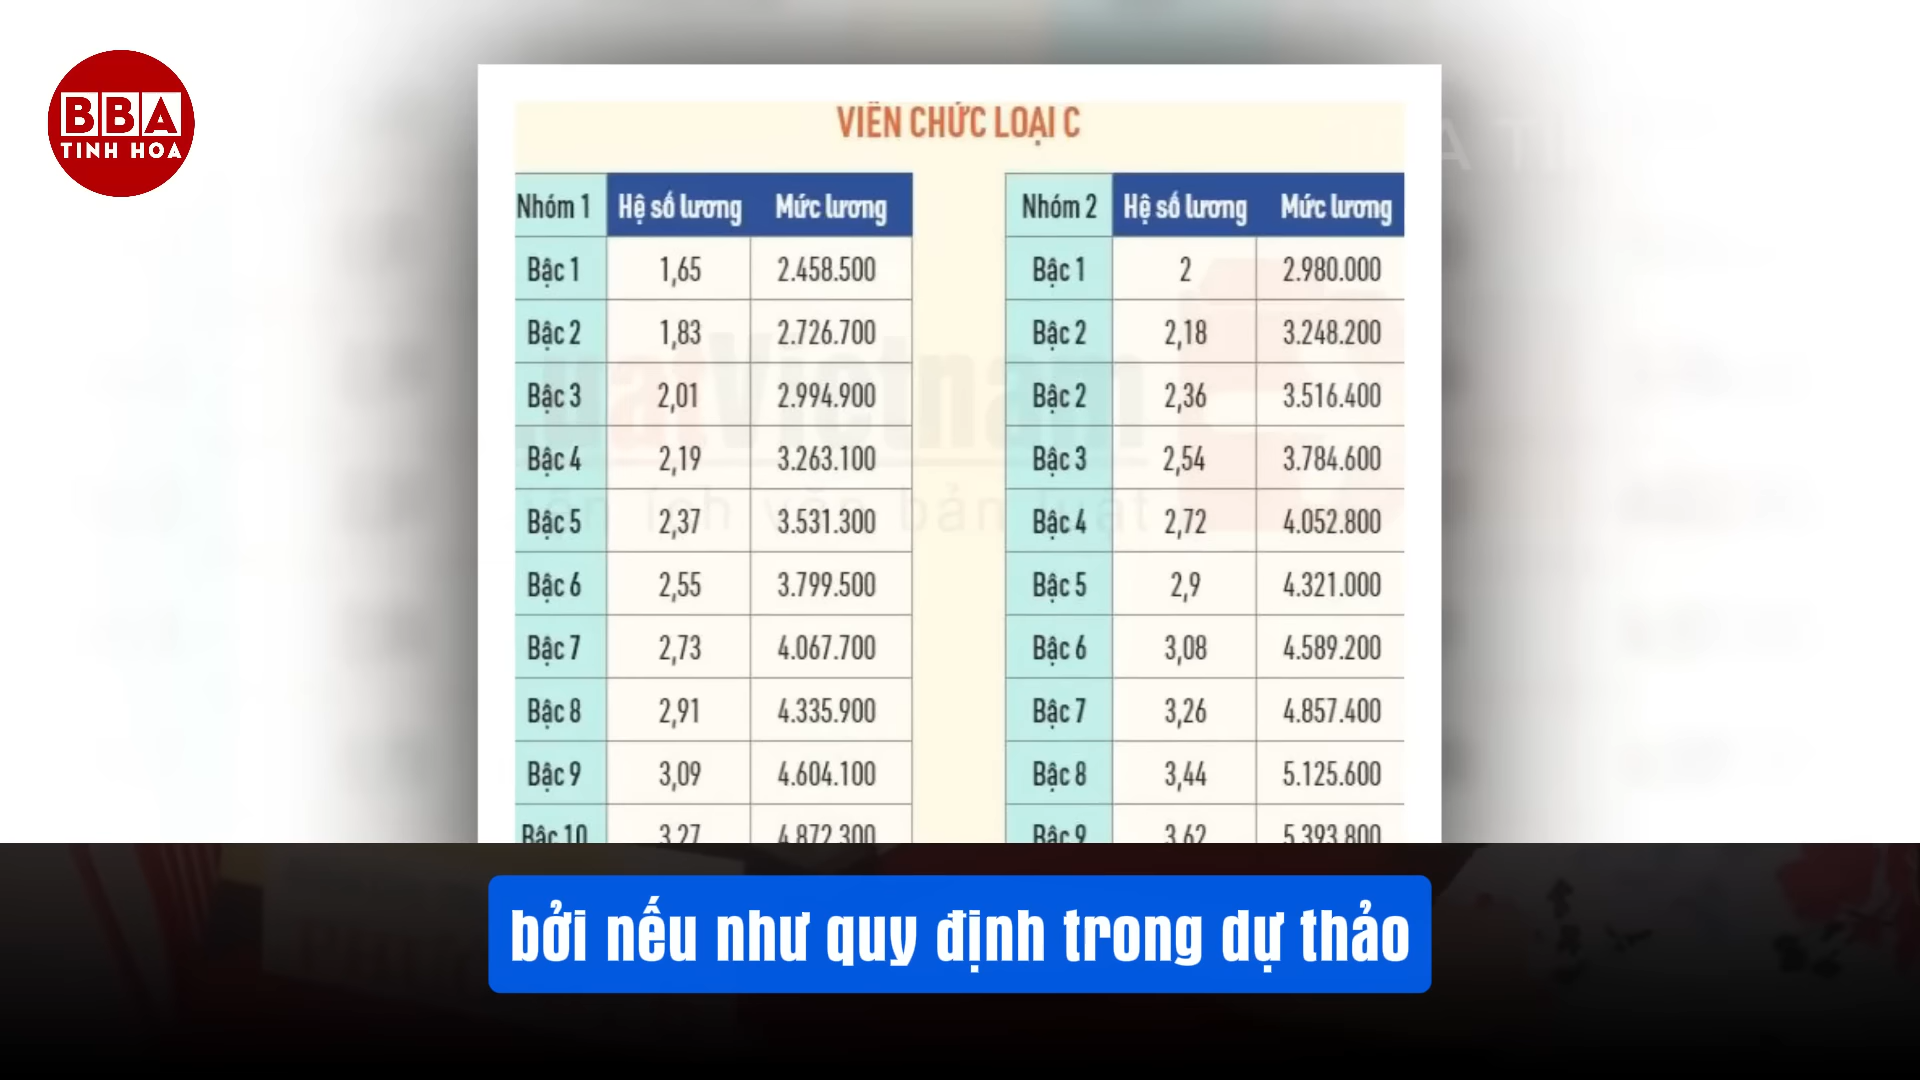 BBA
TINH HOA
VIÊN CHỨC LOẠI C
Nhóm 1 Hệ số lương Mức lương
Bậc 1 1,65 2.458.500
Bậc 2 1,83 2.726.700
Bậc 3 2,01 2.994.900
Bậc 4 2,19 3.263.100
Bậc 5 2,37 3.531.300
Bậc 6 2,55 3.799.500
Bậc 7 2,73 4.067.700
Bậc 8 2,91 4.335.900
Bậc 9 3,09 4.604.100
Bậc 10 3,27 4.872.300
Nhóm 2 Hệ số lương Mức lương
Bậc 1 2 2.980.000
Bậc 2 2,18 3.248.200
Bậc 2 2,36 3.516.400
Bậc 3 2,54 3.784.600
Bậc 4 2,72 4.052.800
Bậc 5 2,9 4.321.000
Bậc 6 3,08 4.589.200
Bậc 7 3,26 4.857.400
Bậc 8 3,44 5.125.600
Bậc 9 3,62 5.393.800
uatVietnam
ích văn bản luật
bởi nếu như quy định trong dự thảo